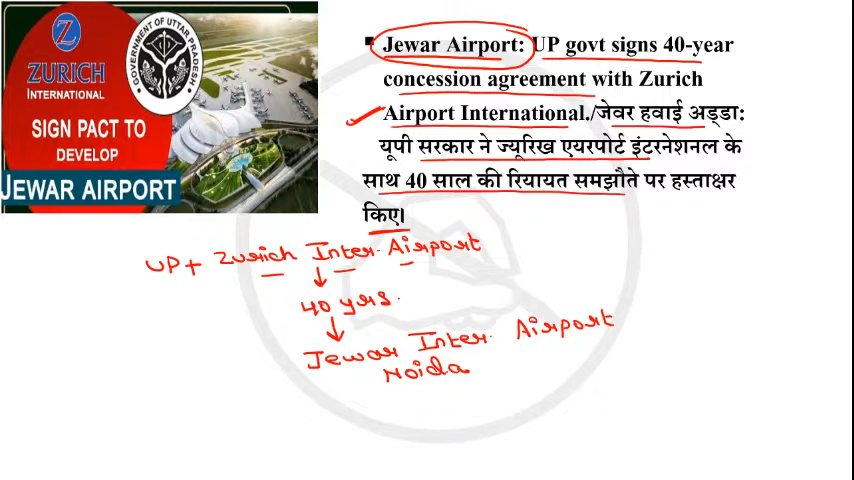 ZURICH
INTERNATIONAL
GOVERNMENT OF UTTAR PRADESH
SIGN PACT TO
DEVELOP
JEWAR AIRPORT
Jewar Airport: UP govt signs 40-year
concession agreement with Zurich
Airport International./जेवर हवाई अड्डा:
यूपी सरकार ने ज्यूरिख एयरपोर्ट इंटरनेशनल के
साथ 40 साल की रियायत समझौते पर हस्ताक्षर
किए।
UP+ Zurich Inter. Airport
40 yrs.
Jewar Inter. Airport
Noida